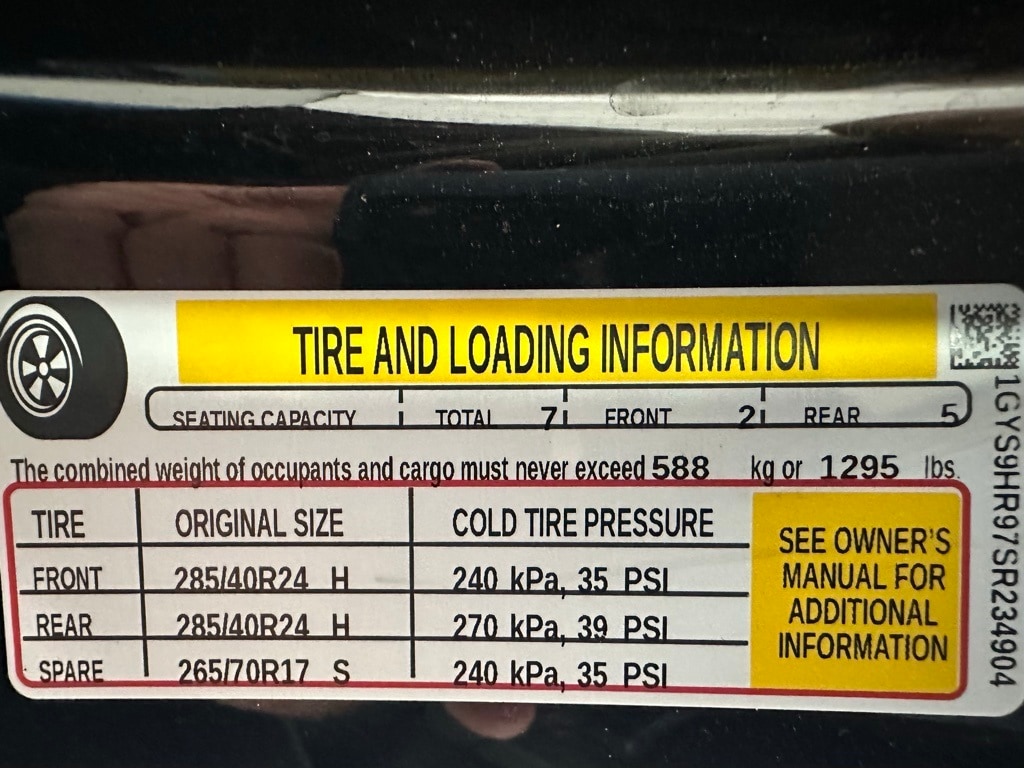 TIRE AND LOADING INFORMATION
SEATING CAPACITY TOTAL 7 FRONT 2 REAR 5
The combined weight of occupants and cargo must never exceed 588 kg or 1295 lbs.
TIRE ORIGINAL SIZE COLD TIRE PRESSURE
FRONT 285/40R24 H 240 kPa, 35 PSI
REAR 285/40R24 H 270 kPa, 39 PSI
SPARE 265/70R17 S 240 kPa, 35 PSI
SEE OWNER'S
MANUAL FOR
ADDITIONAL
INFORMATION
1GYS9HR97SR234904